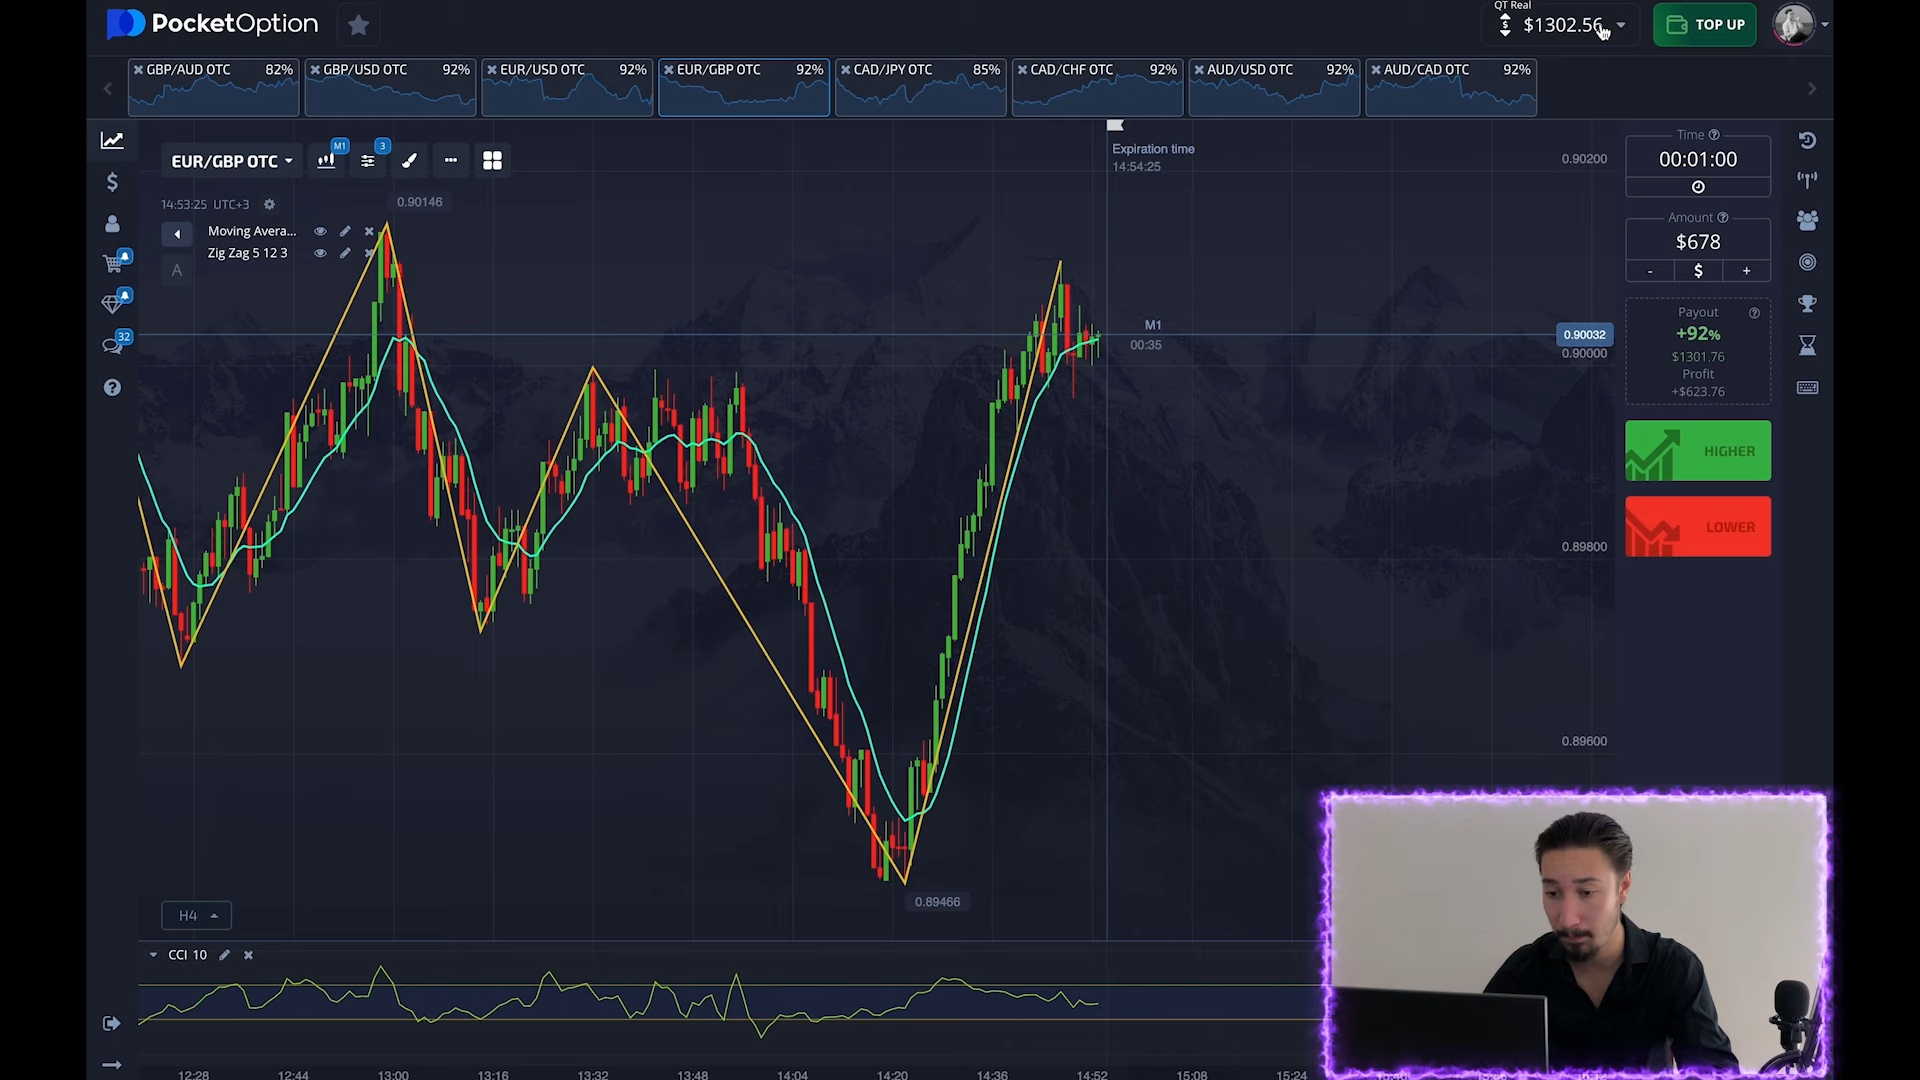 PocketOption
QT Real
$1302.56
TOP UP
GBP/AUD OTC 82%
GBP/USD OTC 92%
EUR/USD OTC 92%
EUR/GBP OTC 92%
CAD/JPY OTC 85%
CAD/CHF OTC 92%
AUD/USD OTC 92%
AUD/CAD OTC 92%
EUR/GBP OTC
M1
3
Expiration time
14:54:25
0.90200
Time
00:01:00
14:53:25 UTC+3
0.90146
Moving Avera...
Zig Zag 5 12 3
A
Amount
$678
- $ +
32
M1
00:35
0.90032
0.90000
Payout
+92%
$1301.76
Profit
+$623.76
HIGHER
LOWER
0.89800
0.89600
0.89466
H4
CCI 10
12:28 12:44 13:00 13:16 13:32 13:48 14:04 14:20 14:36 14:52 15:08 15:24